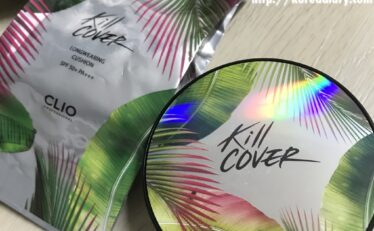 http://koreadiary.com
Kill
COVER
LONGWEARING
CUSHION
SPF 50+ PA+++
CLIO
Kill
COVER